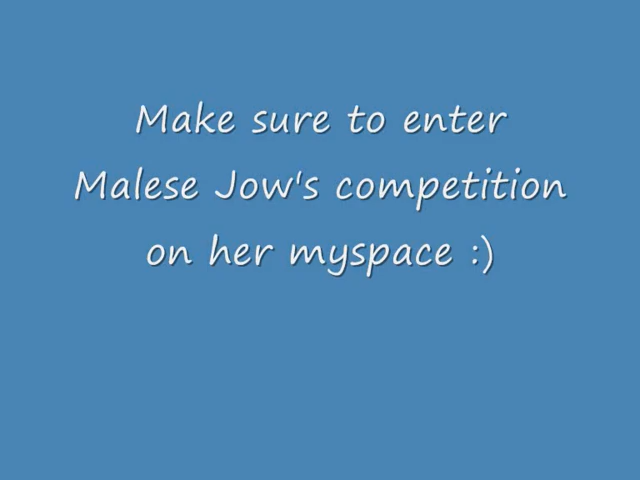 Make sure to enter
Malese Jow's competition
on her myspace :)